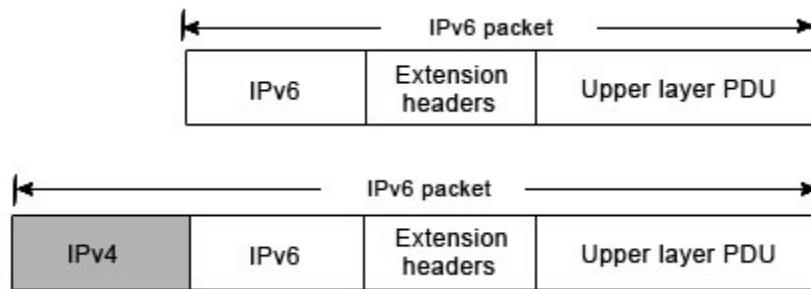 IPv6 packet
IPv6
Extension
headers
Upper layer PDU
IPv6 packet
IPv4
IPv6
Extension
headers
Upper layer PDU